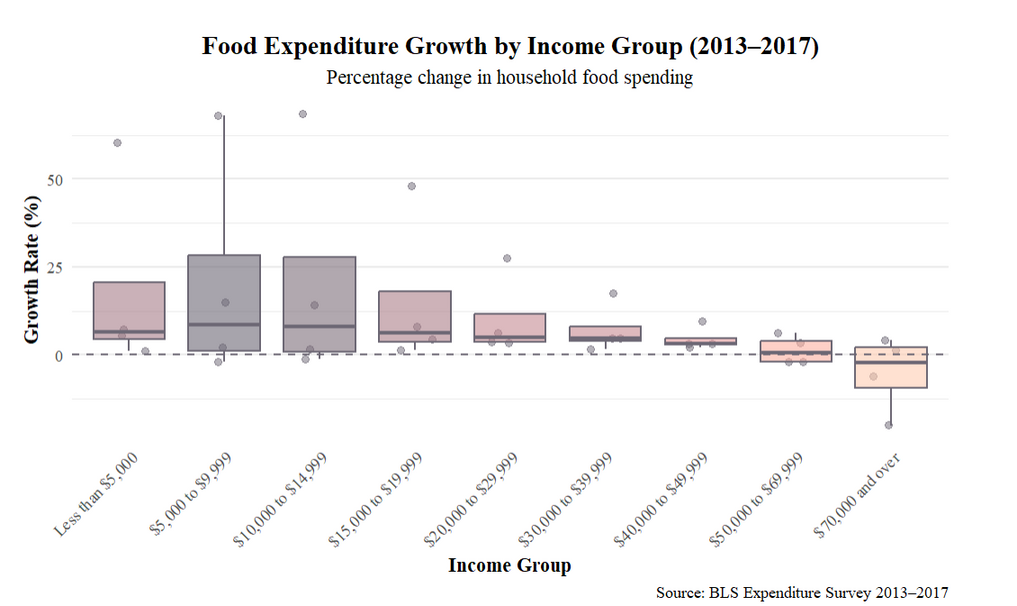 Food Expenditure Growth by Income Group (2013–2017)
Percentage change in household food spending
Growth Rate (%)
50
25
0
Less than $5,000
$5,000 to $9,999
$10,000 to $14,999
$15,000 to $19,999
$20,000 to $29,999
$30,000 to $39,999
$40,000 to $49,999
$50,000 to $69,999
$70,000 and over
Income Group
Source: BLS Expenditure Survey 2013–2017